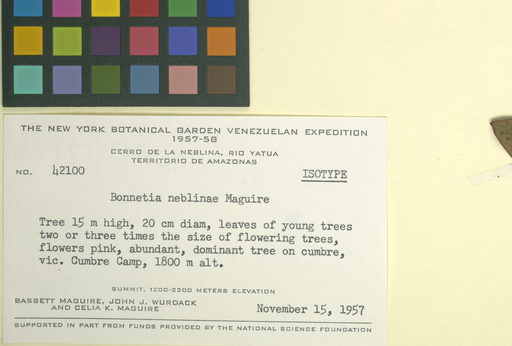 THE NEW YORK BOTANICAL GARDEN VENEZUELAN EXPEDITION
1957-58
CERRO DE LA NEBLINA, RIO YATUA
TERRITORIO DE AMAZONAS
NO. 42100 ISOTYPE
Bonnetia neblinae Maguire
Tree 15 m high, 20 cm diam, leaves of young trees
two or three times the size of flowering trees,
flowers pink, abundant, dominant tree on cumbre,
vic. Cumbre Camp, 1800 m alt.
SUMMIT. 1200-2200 METERS ELEVATION
BASSETT MAGUIRE, JOHN J. WURDACK
AND CELIA K. MAGUIRE November 15, 1957
SUPPORTED IN PART FROM FUNDS PROVIDED BY THE NATIONAL SCIENCE FOUNDATION